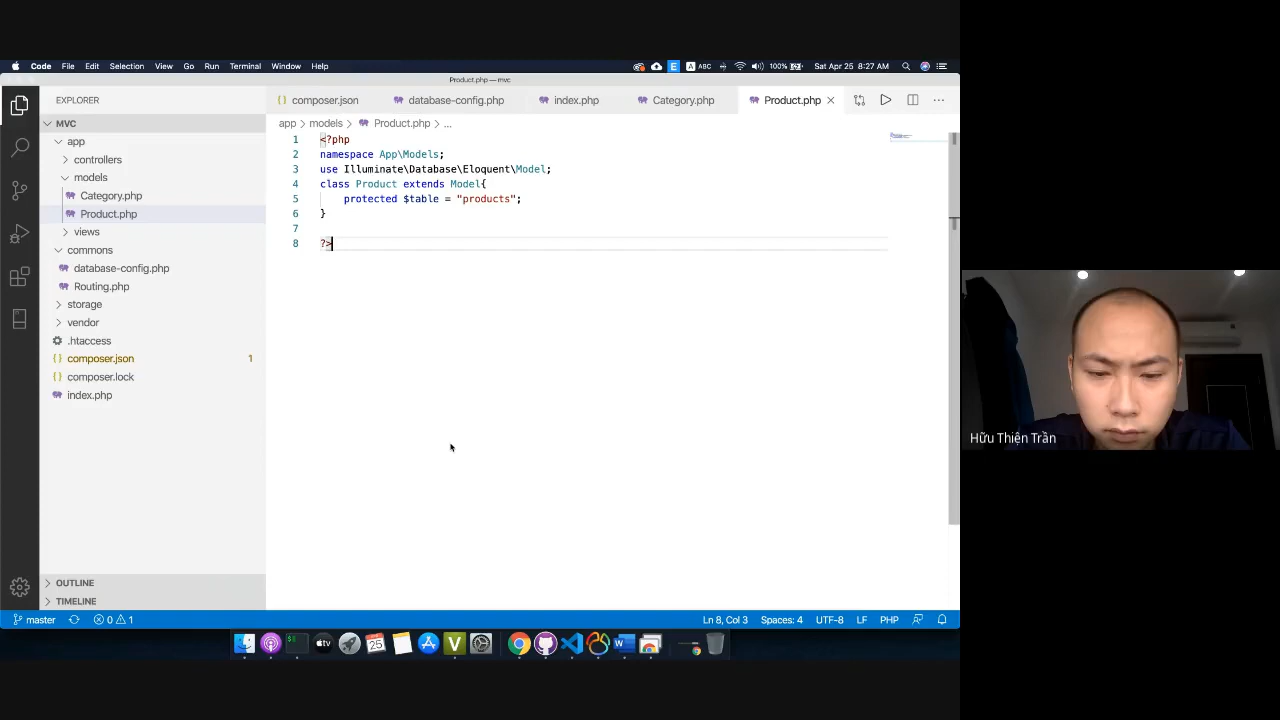 Code File Edit Selection View Go Run Terminal Window Help
A ABC 100% Sat Apr 25 8:27 AM
Product.php — mvc
EXPLORER
composer.json database-config.php index.php Category.php Product.php
MVC
app
controllers
models
Category.php
Product.php
views
commons
database-config.php
Routing.php
storage
vendor
.htaccess
composer.json 1
composer.lock
index.php
OUTLINE
TIMELINE
app > models > Product.php > ...
1 <?php
2 namespace App\Models;
3 use Illuminate\Database\Eloquent\Model;
4 class Product extends Model{
5 protected $table = "products";
6 }
7
8 ?>
master 0 1
Ln 8, Col 3 Spaces: 4 UTF-8 LF PHP
25
Hữu Thiện Trần